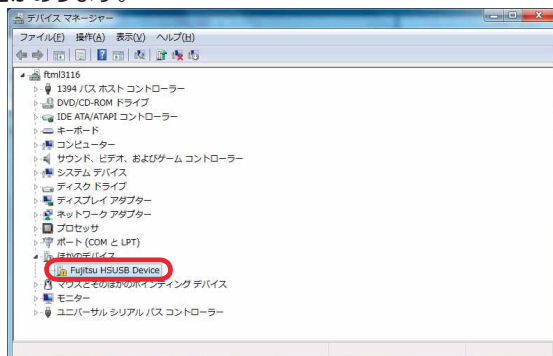 デバイス マネージャー
ファイル(F) 操作(A) 表示(V) ヘルプ(H)
ftml3116
1394 バス ホスト コントローラー
DVD/CD-ROM ドライブ
IDE ATA/ATAPI コントローラー
キーボード
コンピューター
サウンド、ビデオ、およびゲーム コントローラー
システム デバイス
ディスク ドライブ
ディスプレイ アダプター
ネットワーク アダプター
プロセッサ
ポート (COM と LPT)
ほかのデバイス
Fujitsu HSUSB Device
マウスとそのほかのポインティング デバイス
モニター
ユニバーサル シリアル バス コントローラー